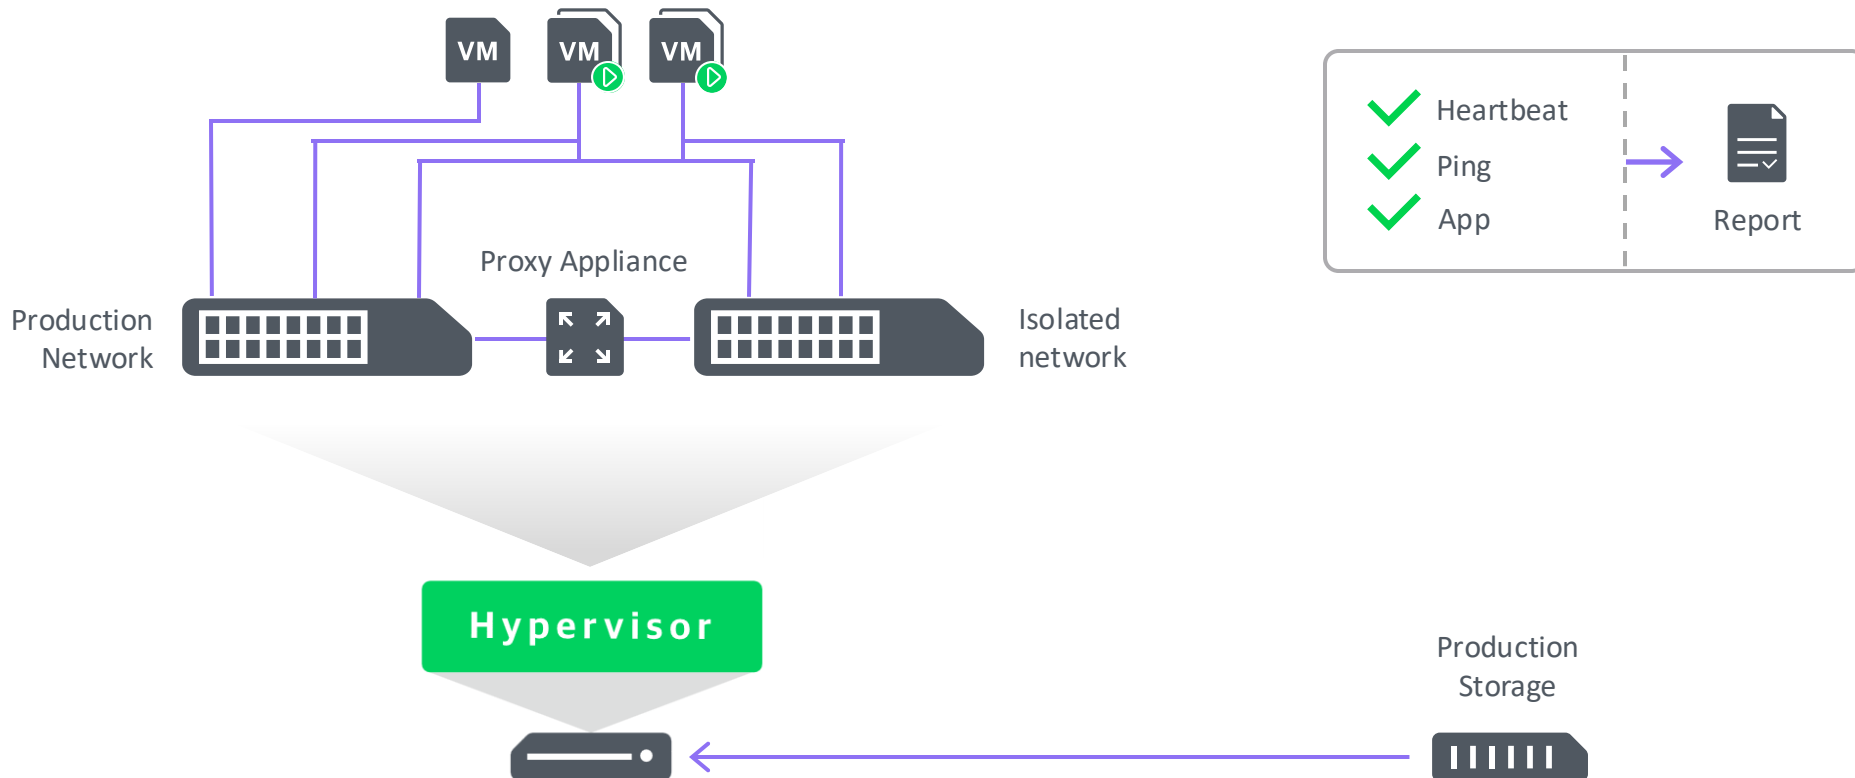 VM
VM
VM
Heartbeat
Ping
App
Report
Proxy Appliance
Production
Network
Isolated
network
Hypervisor
Production
Storage